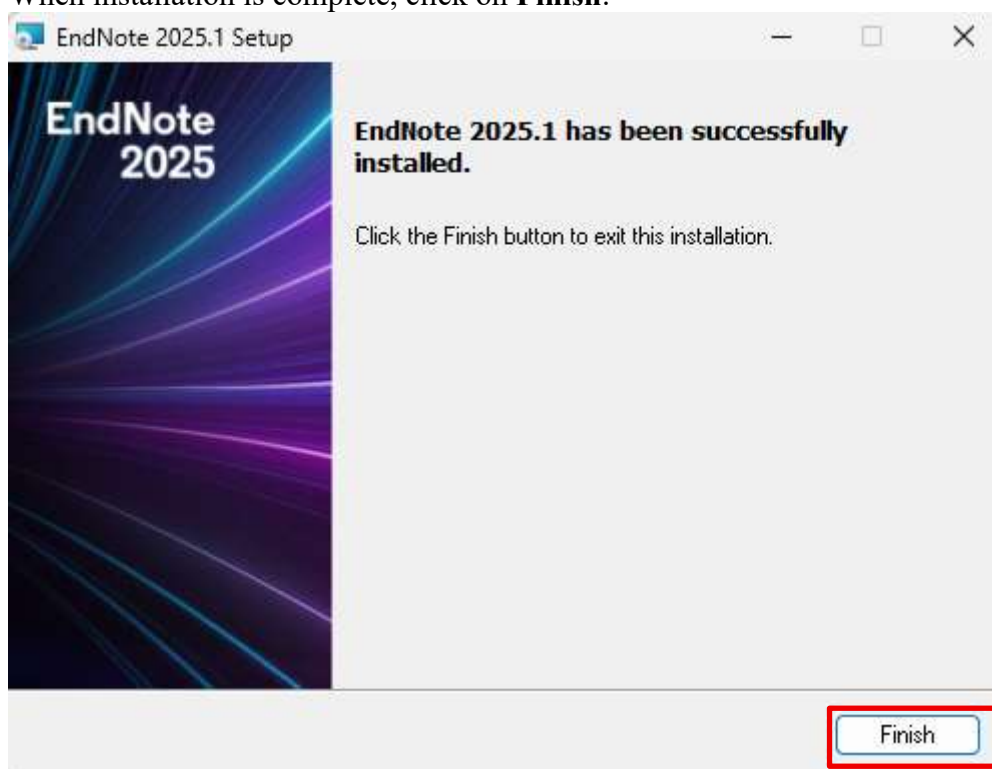 When installation is complete, click on Finish.
EndNote 2025.1 Setup
EndNote
2025
EndNote 2025.1 has been successfully
installed.
Click the Finish button to exit this installation.
Finish